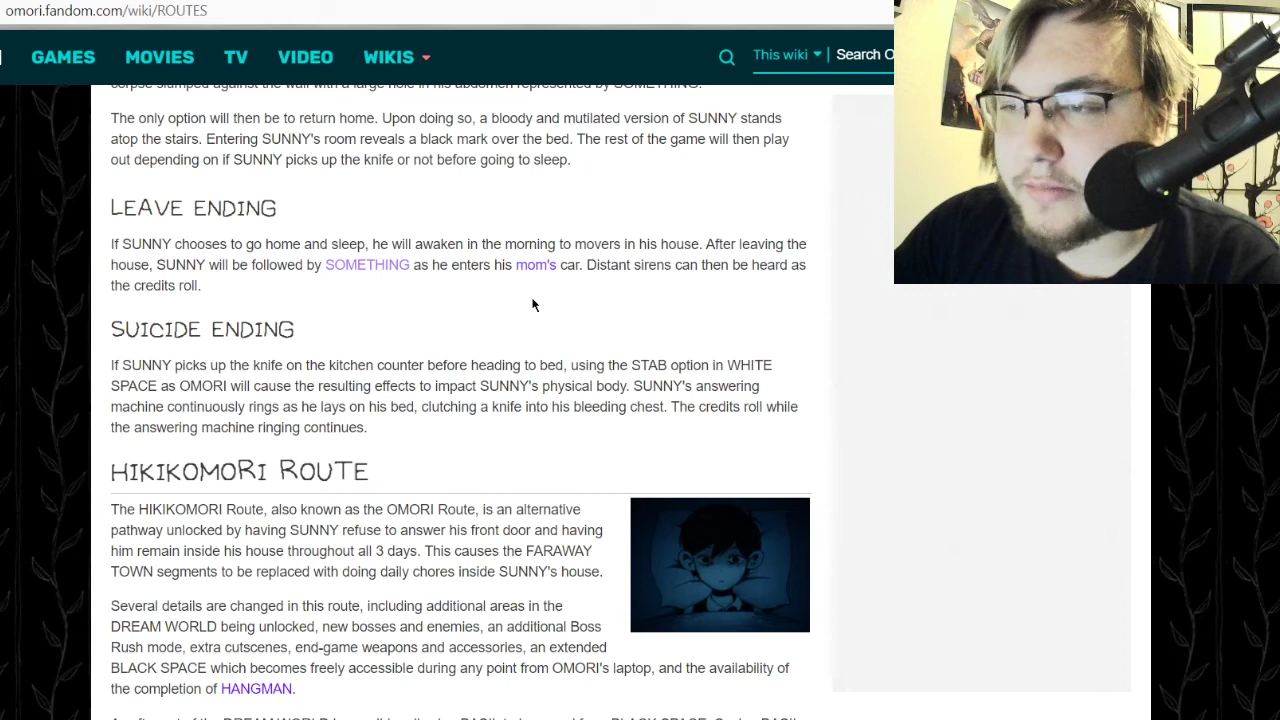 omori.fandom.com/wiki/ROUTES
GAMES MOVIES TV VIDEO WIKIS This wiki Search O
corpse slumped against the wall with a large hole in his abdomen represented by SOMETHING.
The only option will then be to return home. Upon doing so, a bloody and mutilated version of SUNNY stands
atop the stairs. Entering SUNNY's room reveals a black mark over the bed. The rest of the game will then play
out depending on if SUNNY picks up the knife or not before going to sleep.
LEAVE ENDING
If SUNNY chooses to go home and sleep, he will awaken in the morning to movers in his house. After leaving the
house, SUNNY will be followed by SOMETHING as he enters his mom's car. Distant sirens can then be heard as
the credits roll.
SUICIDE ENDING
If SUNNY picks up the knife on the kitchen counter before heading to bed, using the STAB option in WHITE
SPACE as OMORI will cause the resulting effects to impact SUNNY's physical body. SUNNY's answering
machine continuously rings as he lays on his bed, clutching a knife into his bleeding chest. The credits roll while
the answering machine ringing continues.
HIKIKOMORI ROUTE
The HIKIKOMORI Route, also known as the OMORI Route, is an alternative
pathway unlocked by having SUNNY refuse to answer his front door and having
him remain inside his house throughout all 3 days. This causes the FARAWAY
TOWN segments to be replaced with doing daily chores inside SUNNY's house.
Several details are changed in this route, including additional areas in the
DREAM WORLD being unlocked, new bosses and enemies, an additional Boss
Rush mode, extra cutscenes, end-game weapons and accessories, an extended
BLACK SPACE which becomes freely accessible during any point from OMORI's laptop, and the availability of
the completion of HANGMAN.